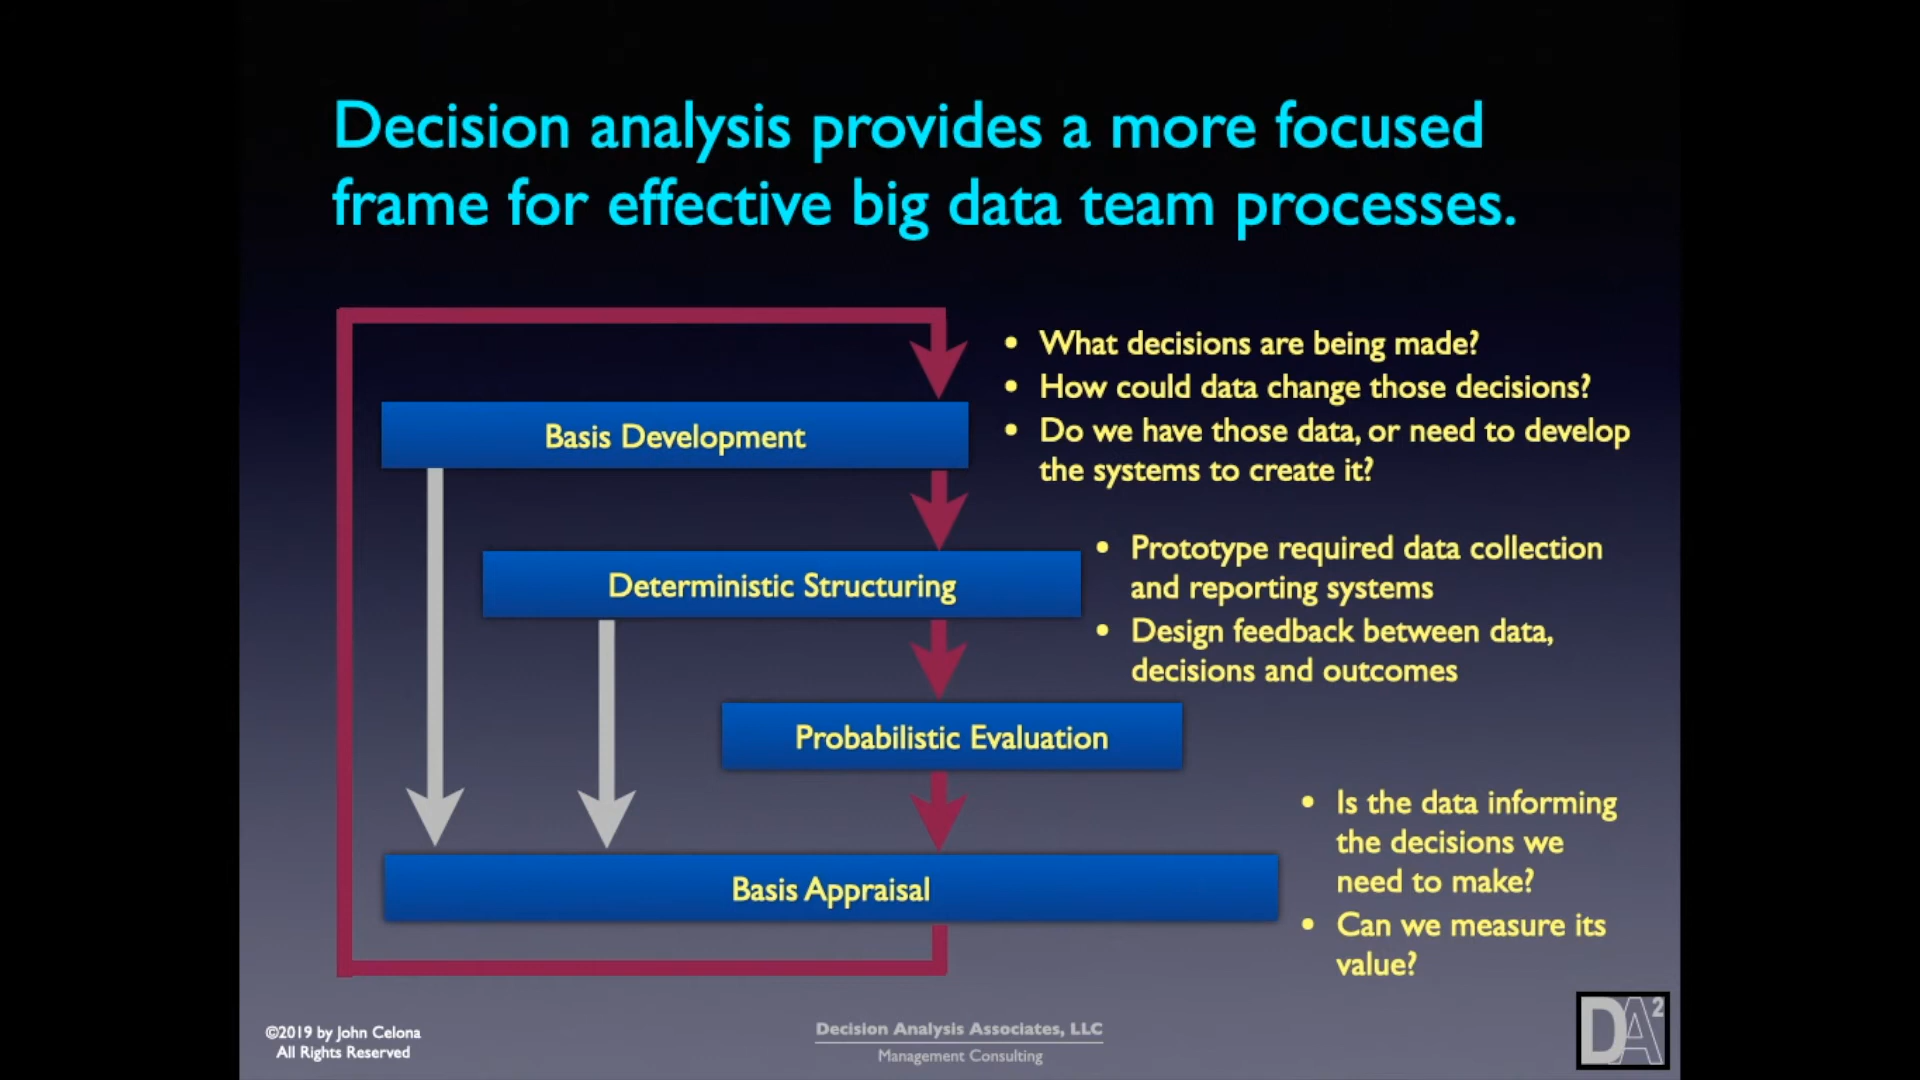 Decision analysis provides a more focused
frame for effective big data team processes.
• What decisions are being made?
• How could data change those decisions?
• Do we have those data, or need to develop
the systems to create it?
Basis Development
• Prototype required data collection
and reporting systems
• Design feedback between data,
decisions and outcomes
Deterministic Structuring
Probabilistic Evaluation
• Is the data informing
the decisions we
need to make?
• Can we measure its
value?
Basis Appraisal
©2019 by John Celona
All Rights Reserved
Decision Analysis Associates, LLC
Management Consulting
DA²